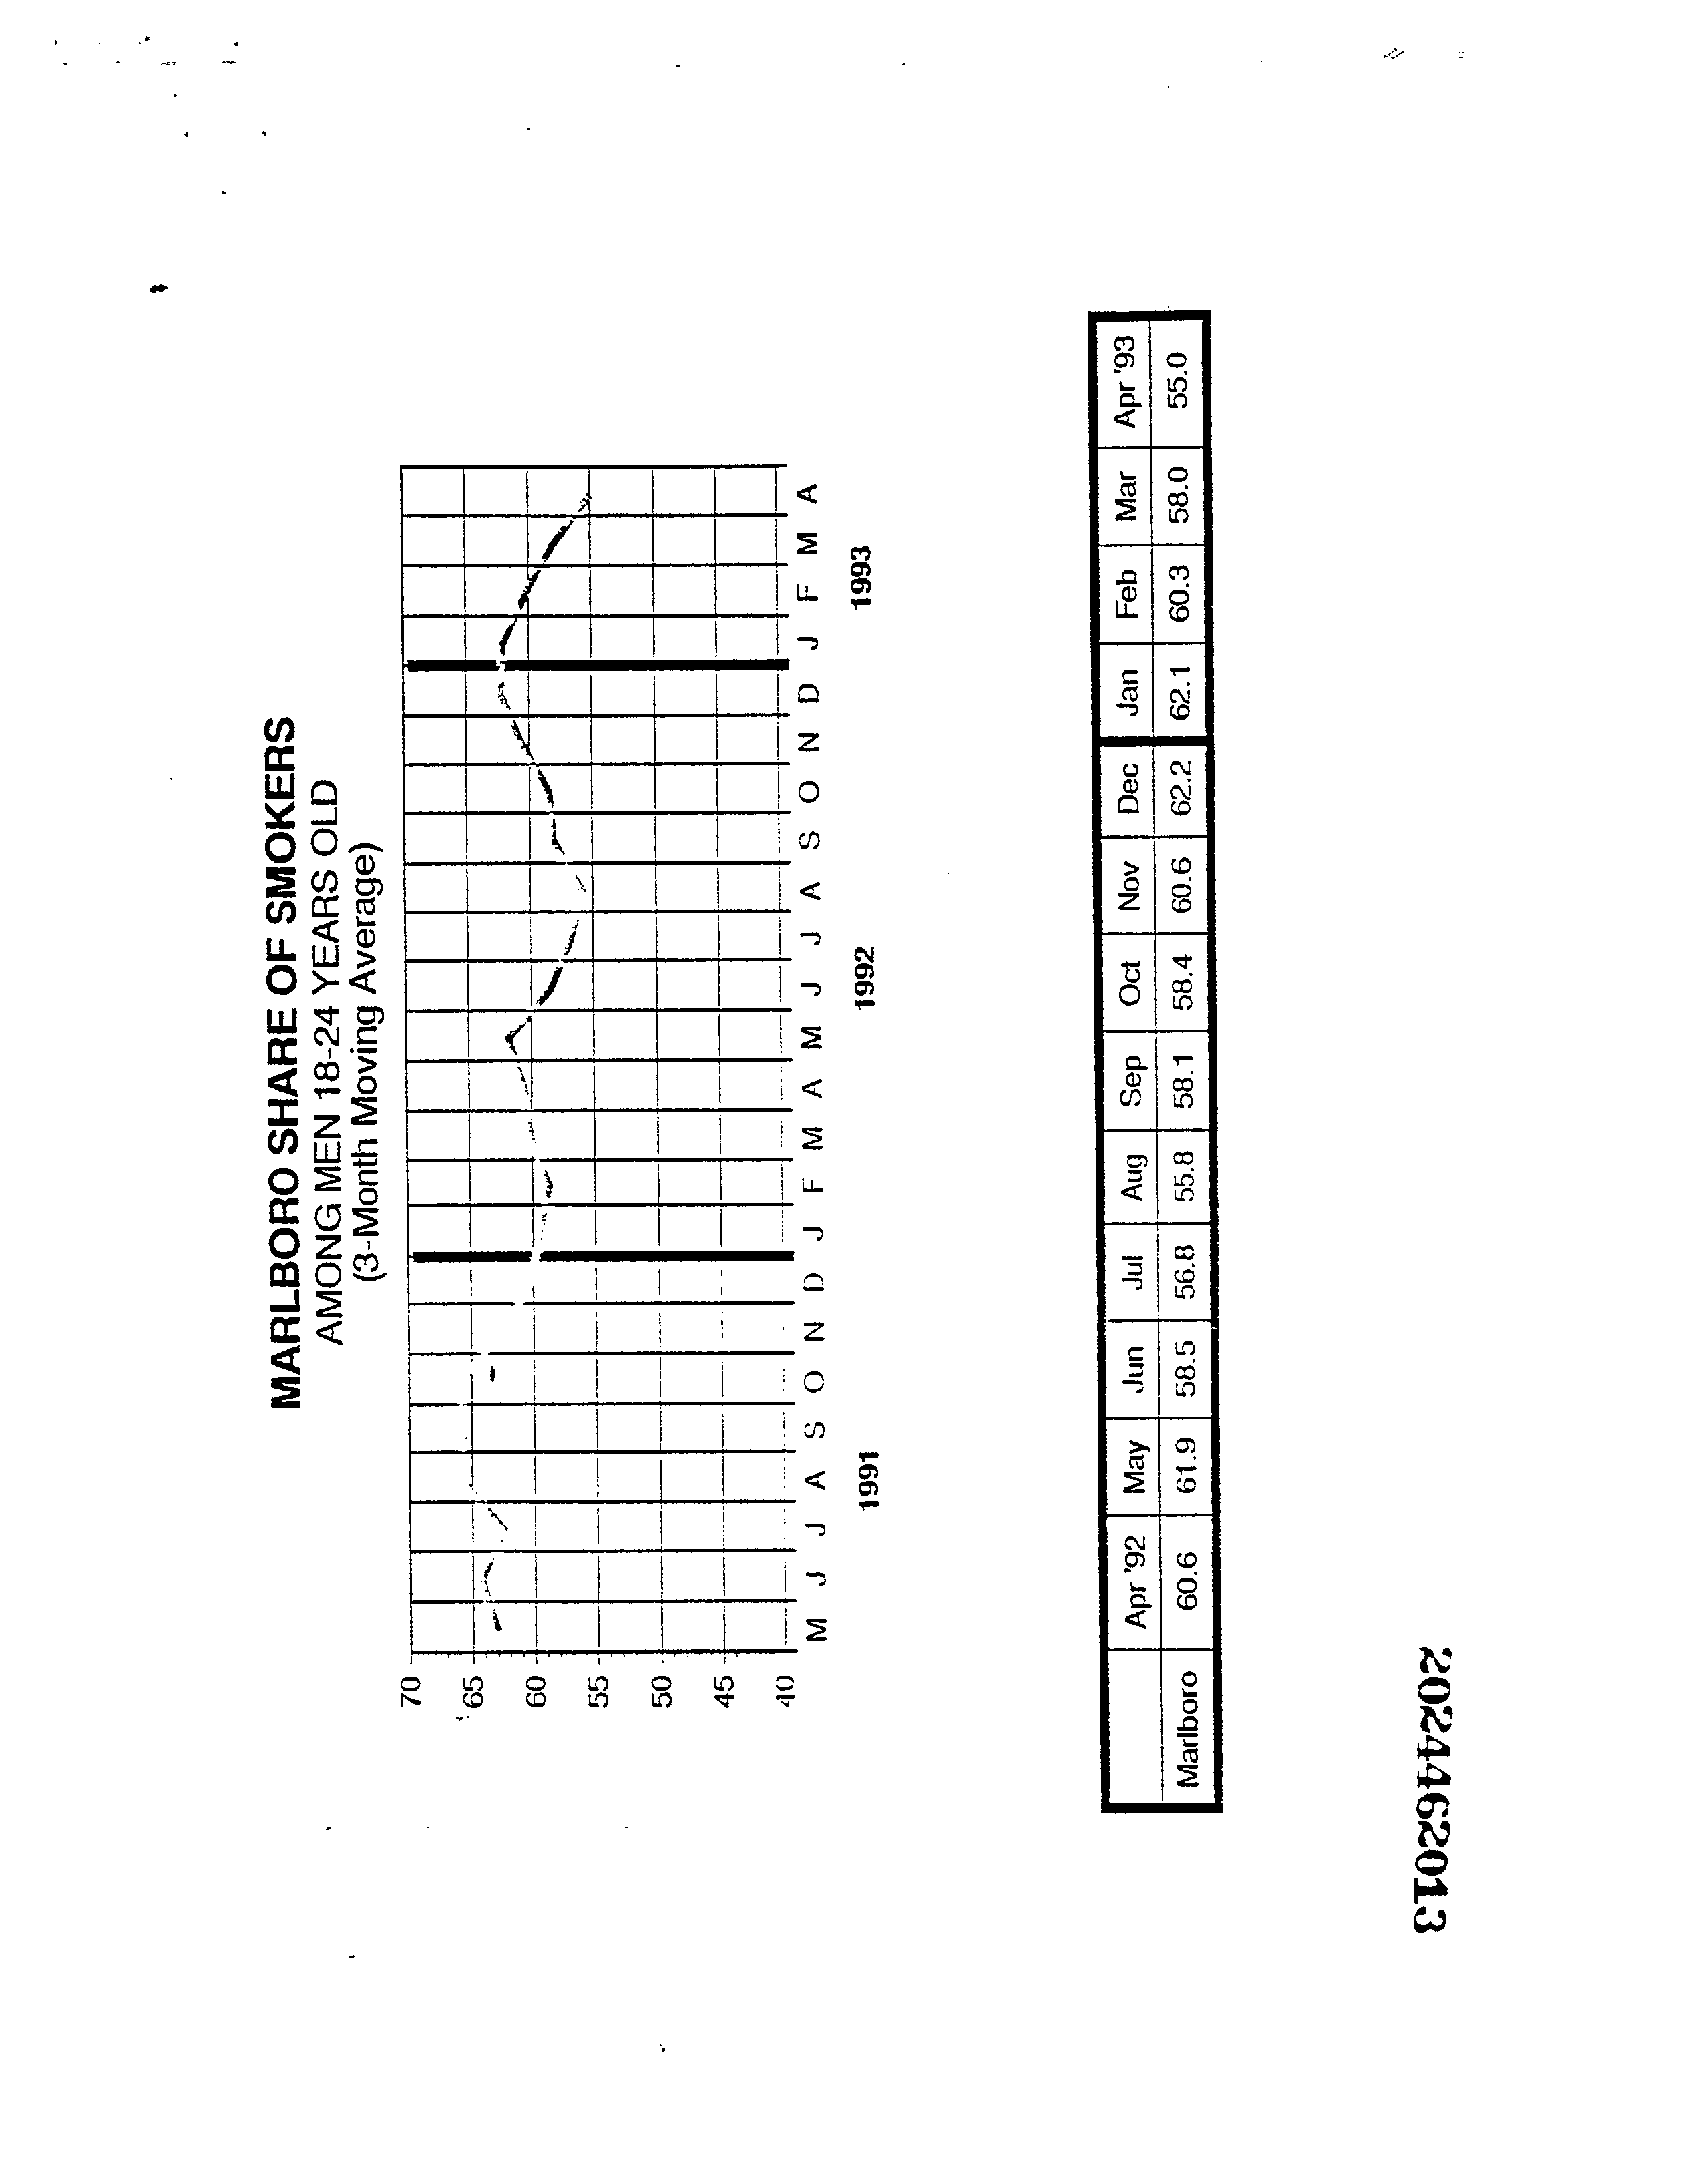 MARLBORO SHARE OF SMOKERS
AMONG MEN 18-24 YEARS OLD
(3-Month Moving Average)
70
65
60
55
50
45
40
M J J A S O N D J F M A M J J A S O N D J F M A
1991 1992 1993
Apr '92 May Jun Jul Aug Sep Oct Nov Dec Jan Feb Mar Apr '93
Marlboro 60.6 61.9 58.5 56.8 55.8 58.1 58.4 60.6 62.2 62.1 60.3 58.0 55.0
2024462013